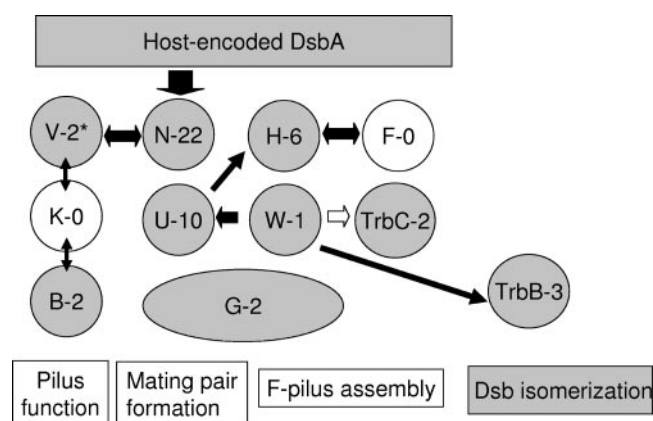 Host-encoded DsbA
V-2*
N-22
H-6
F-0
K-0
U-10
W-1
TrbC-2
B-2
G-2
TrbB-3
Pilus
function
Mating pair
formation
F-pilus assembly
Dsb isomerization